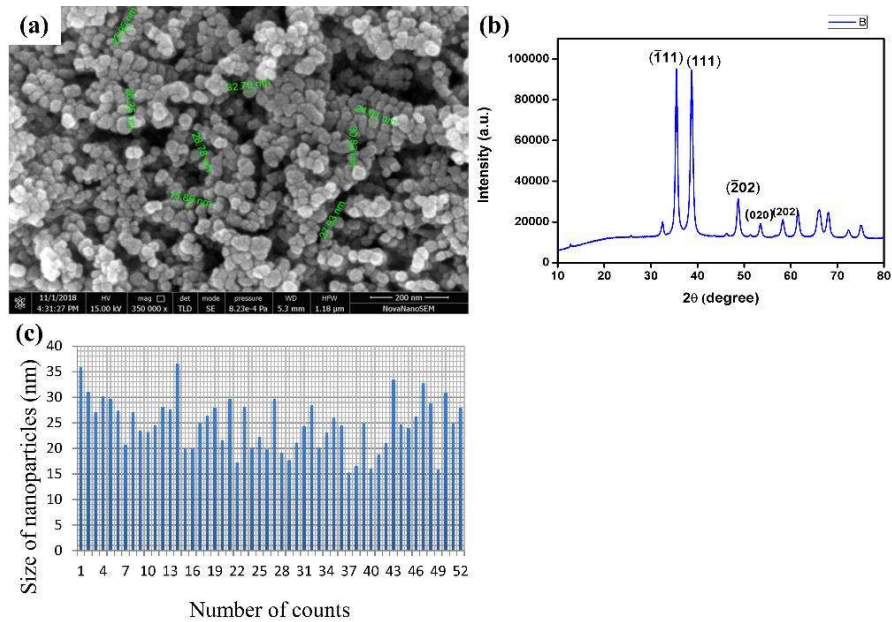 (a)
32.78 nm
11/1/2018 HV mag □ det mode pressure WD HFW 200 nm
4:31:27 PM 15.00 kV 350 000 x TLD SE 8.23e-4 Pa 5.3 mm 1.18 µm NovaNanoSEM
(b)
B
Intensity (a.u.)
100000
80000
60000
40000
20000
0
(1̄11) (111)
(2̄02)
(020) (202)
10 20 30 40 50 60 70 80
2θ (degree)
(c)
Size of nanoparticles (nm)
40
35
30
25
20
15
10
5
0
1 4 7 10 13 16 19 22 25 28 31 34 37 40 43 46 49 52
Number of counts